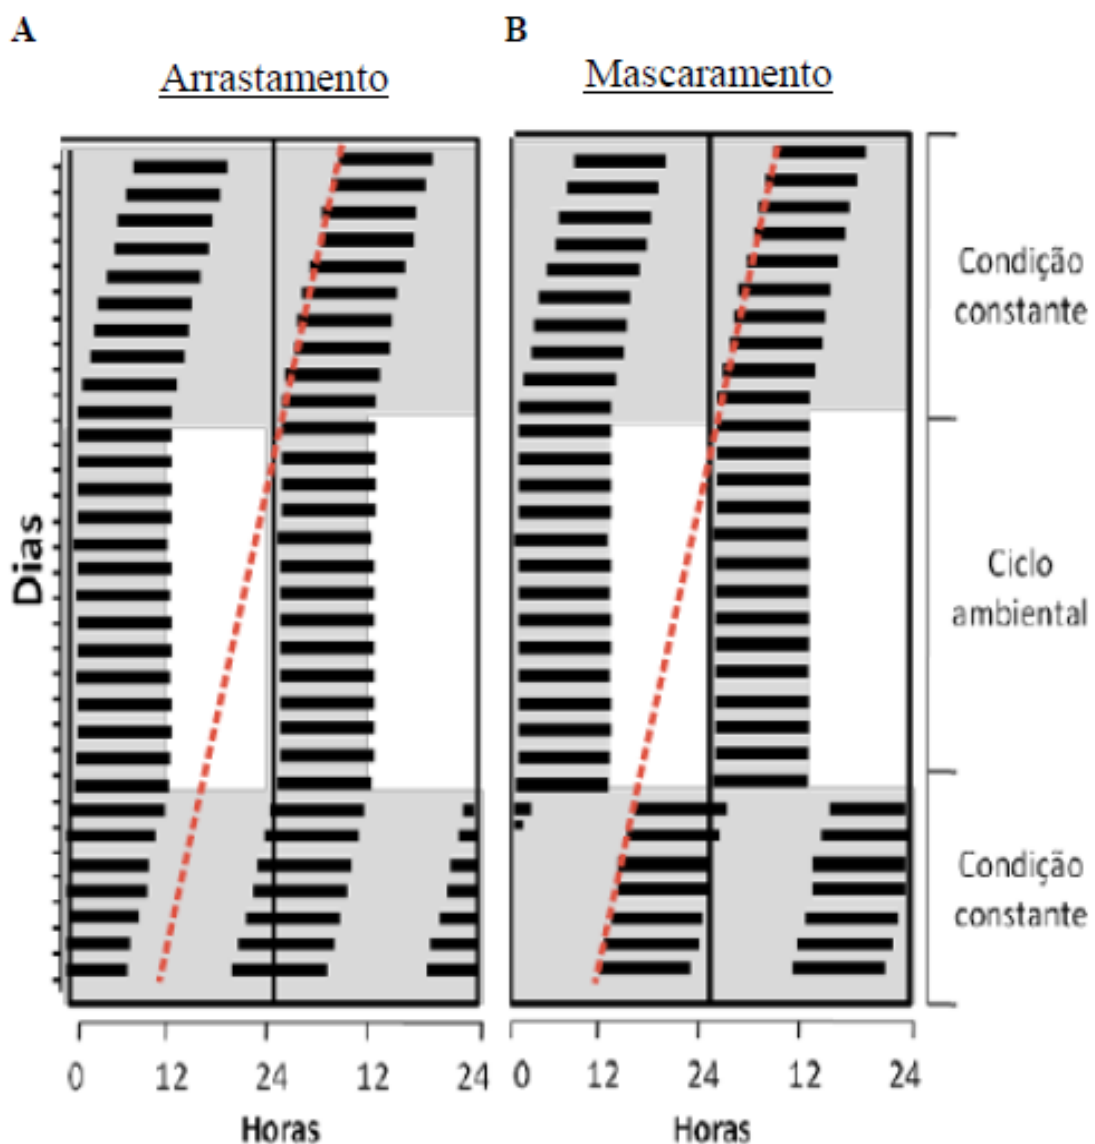 A
B
Arrastamento
Mascaramento
Condição
constante
Ciclo
ambiental
Condição
constante
Dias
0 12 24 12 24
0 12 24 12 24
Horas
Horas